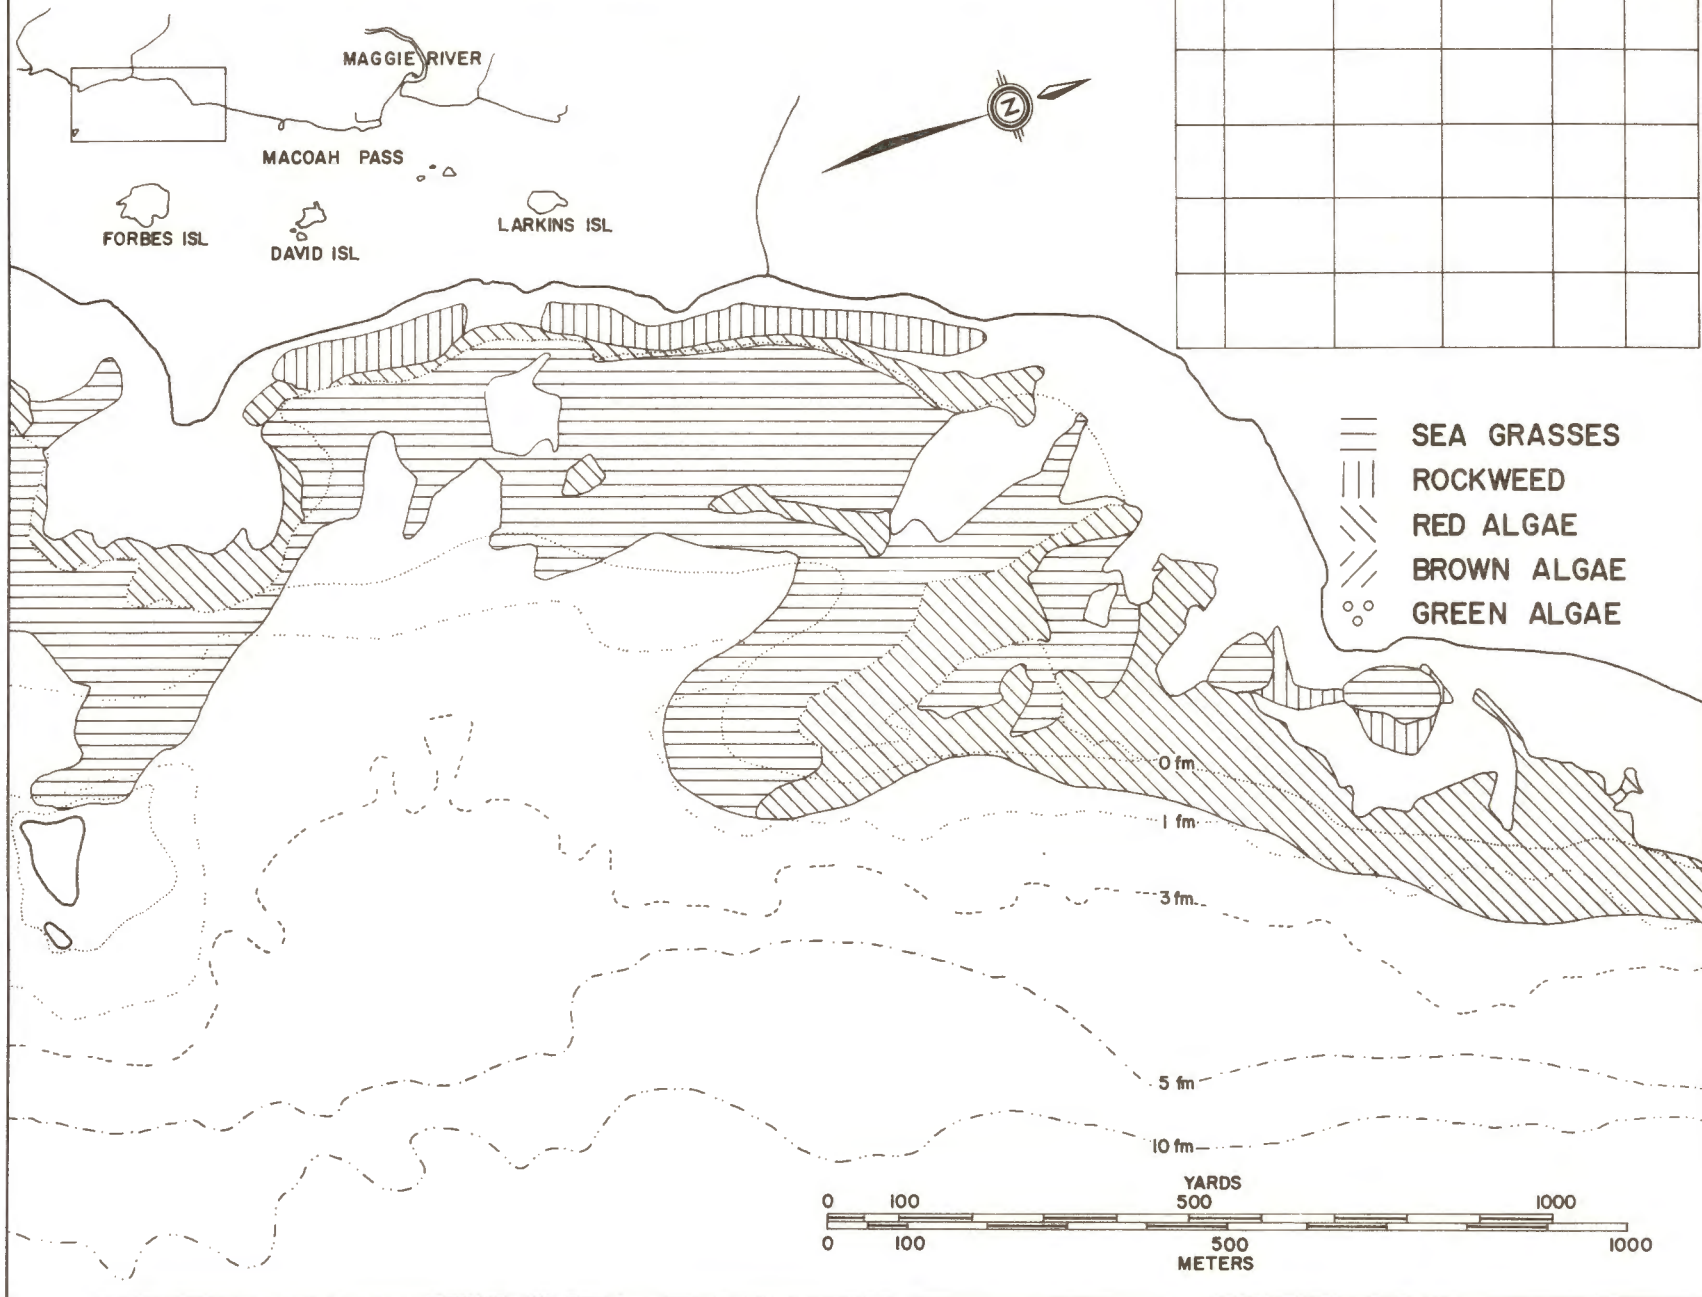 MAGGIE RIVER
MACOAH PASS
FORBES ISL
DAVID ISL
LARKINS ISL
N
SEA GRASSES
ROCKWEED
RED ALGAE
BROWN ALGAE
GREEN ALGAE
0 fm
1 fm
3 fm
5 fm
10 fm
YARDS
0 100 500 1000
0 100 500 1000
METERS